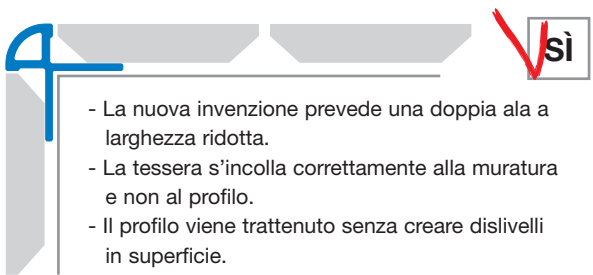 SÌ
- La nuova invenzione prevede una doppia ala a
larghezza ridotta.
- La tessera s’incolla correttamente alla muratura
e non al profilo.
- Il profilo viene trattenuto senza creare dislivelli
in superficie.